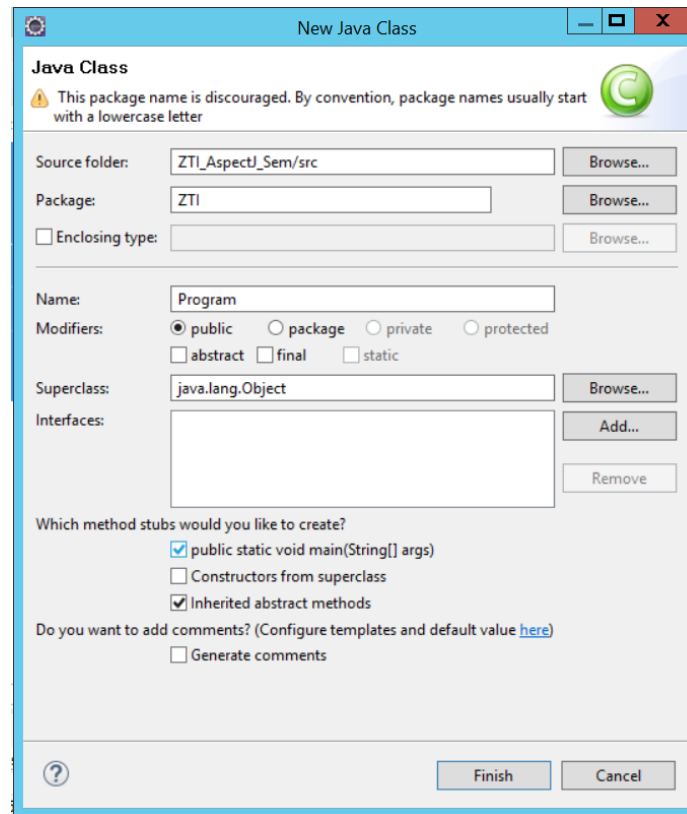 New Java Class
X
Java Class
This package name is discouraged. By convention, package names usually start
with a lowercase letter
C
Source folder: ZTI_AspectJ_Sem/src Browse...
Package: ZTI Browse...
Enclosing type: Browse...
Name: Program
Modifiers: public package private protected
abstract final static
Superclass: java.lang.Object Browse...
Interfaces: Add...
Remove
Which method stubs would you like to create?
public static void main(String[] args)
Constructors from superclass
Inherited abstract methods
Do you want to add comments? (Configure templates and default value here)
Generate comments
? Finish Cancel